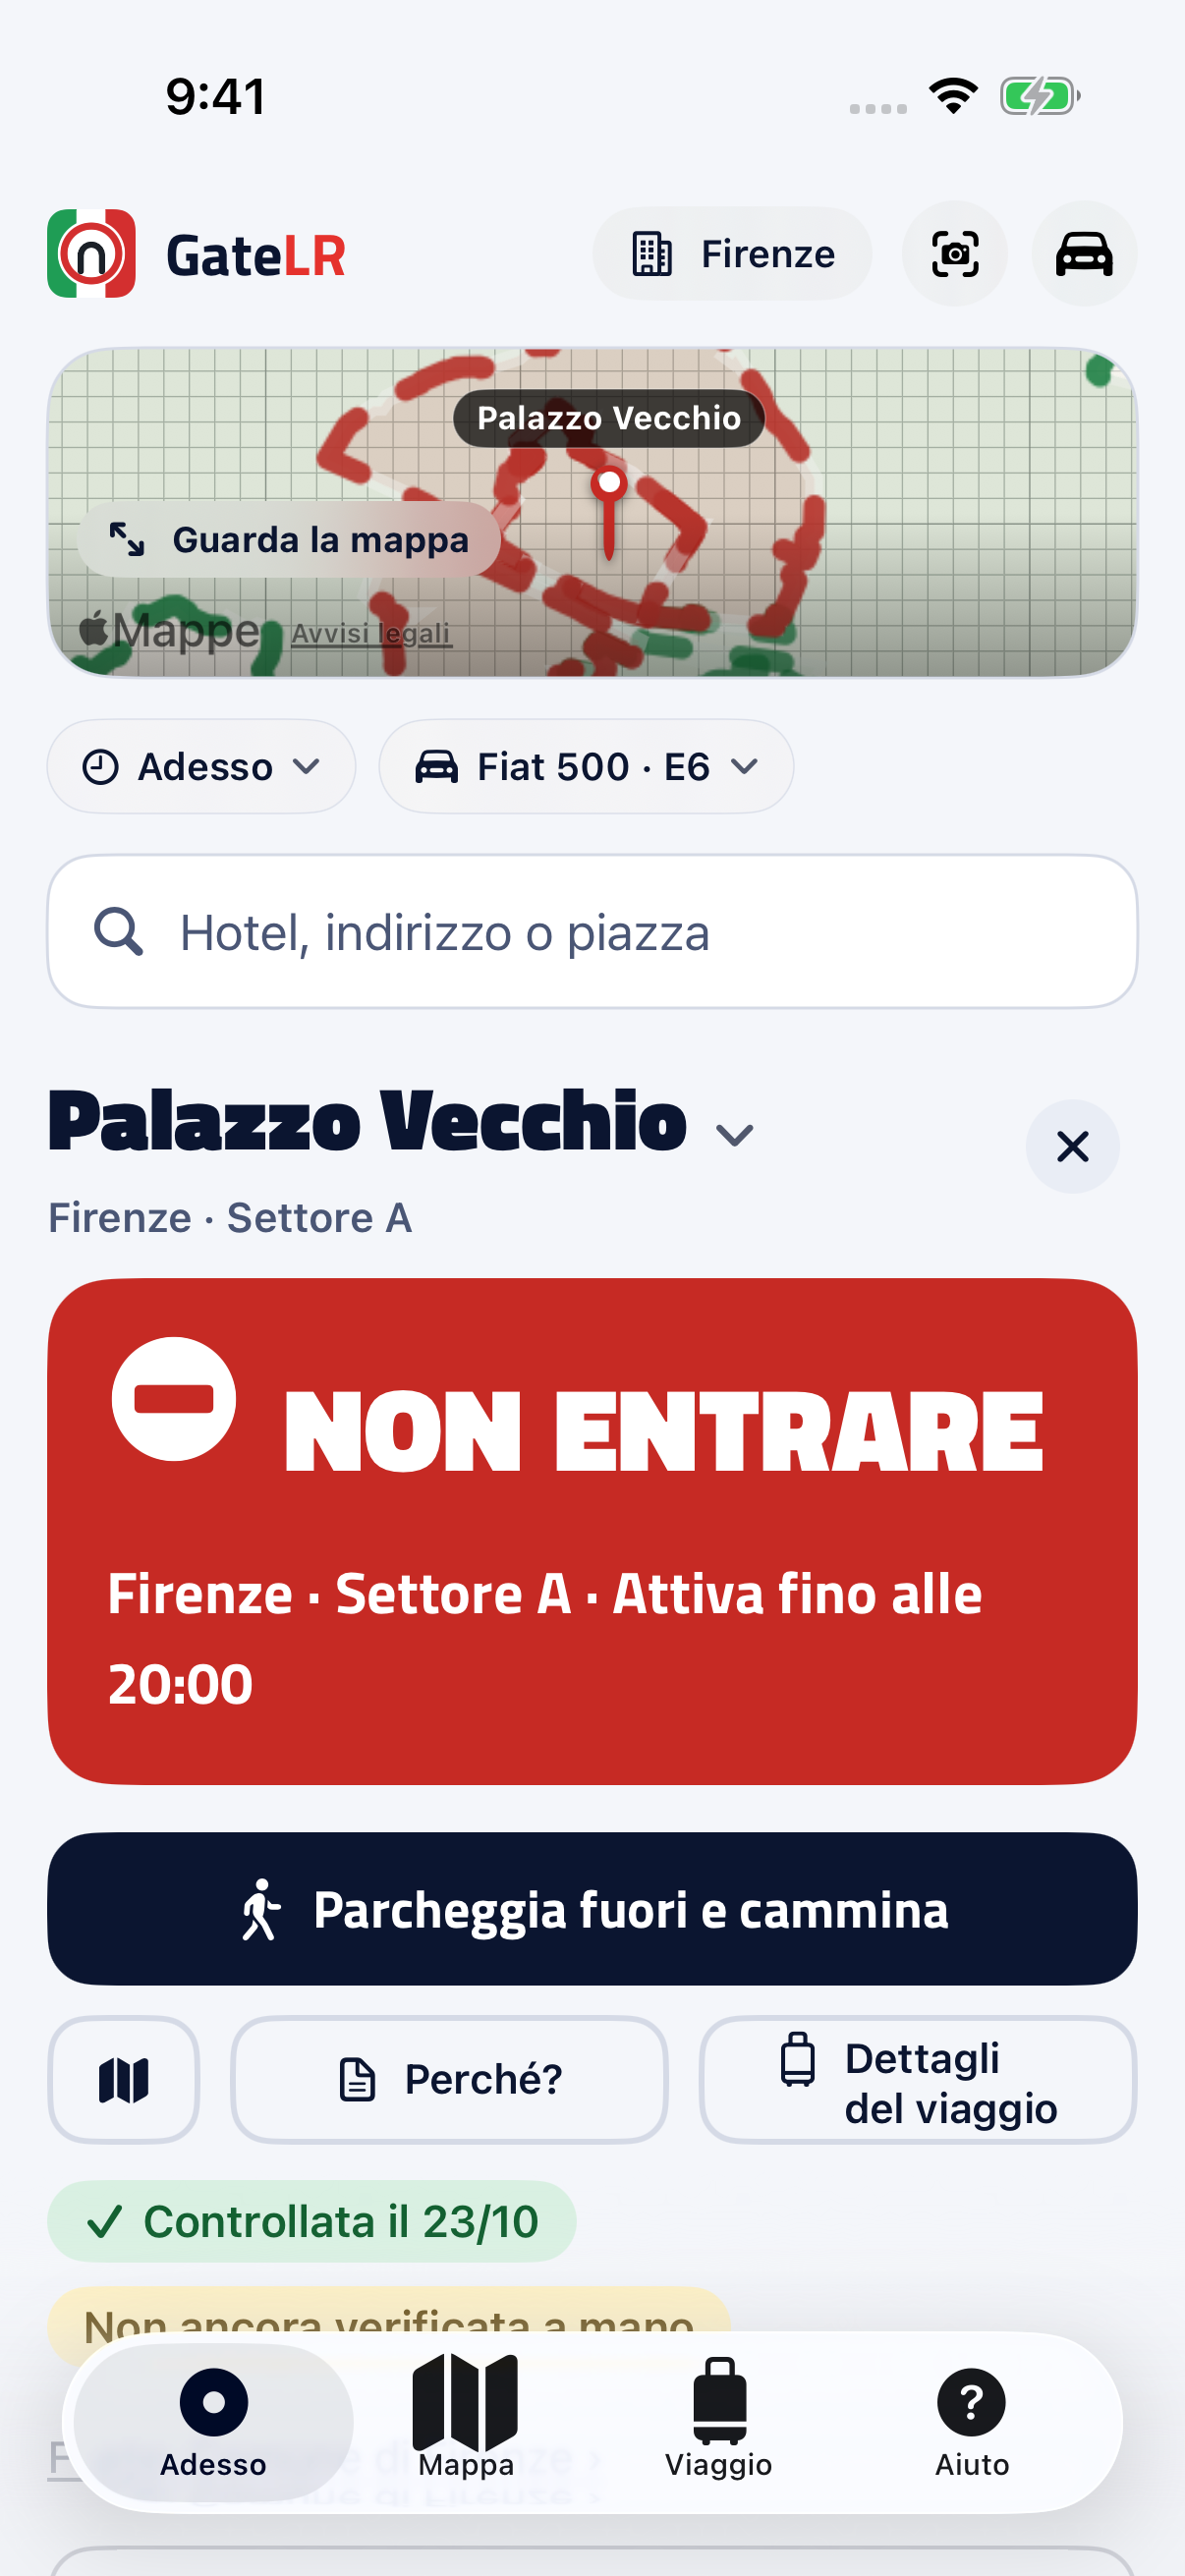 9:41
GateLR
Firenze
Palazzo Vecchio
Guarda la mappa
Mappe
Avvisi legali
Adesso
Fiat 500 · E6
Hotel, indirizzo o piazza
Palazzo Vecchio
Firenze · Settore A
NON ENTRARE
Firenze · Settore A · Attiva fino alle
20:00
Parcheggia fuori e cammina
Perché?
Dettagli
del viaggio
Controllata il 23/10
Non ancora verificata a mano
Adesso
Mappa
Viaggio
Aiuto